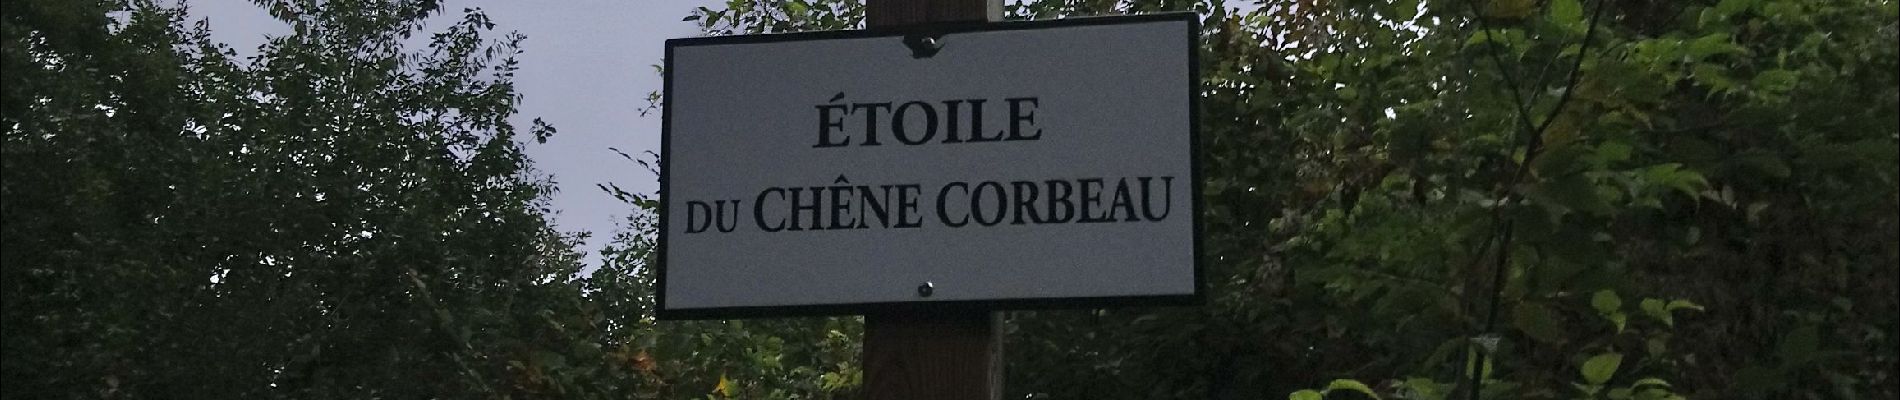 ÉTOILE
DU CHÊNE CORBEAU